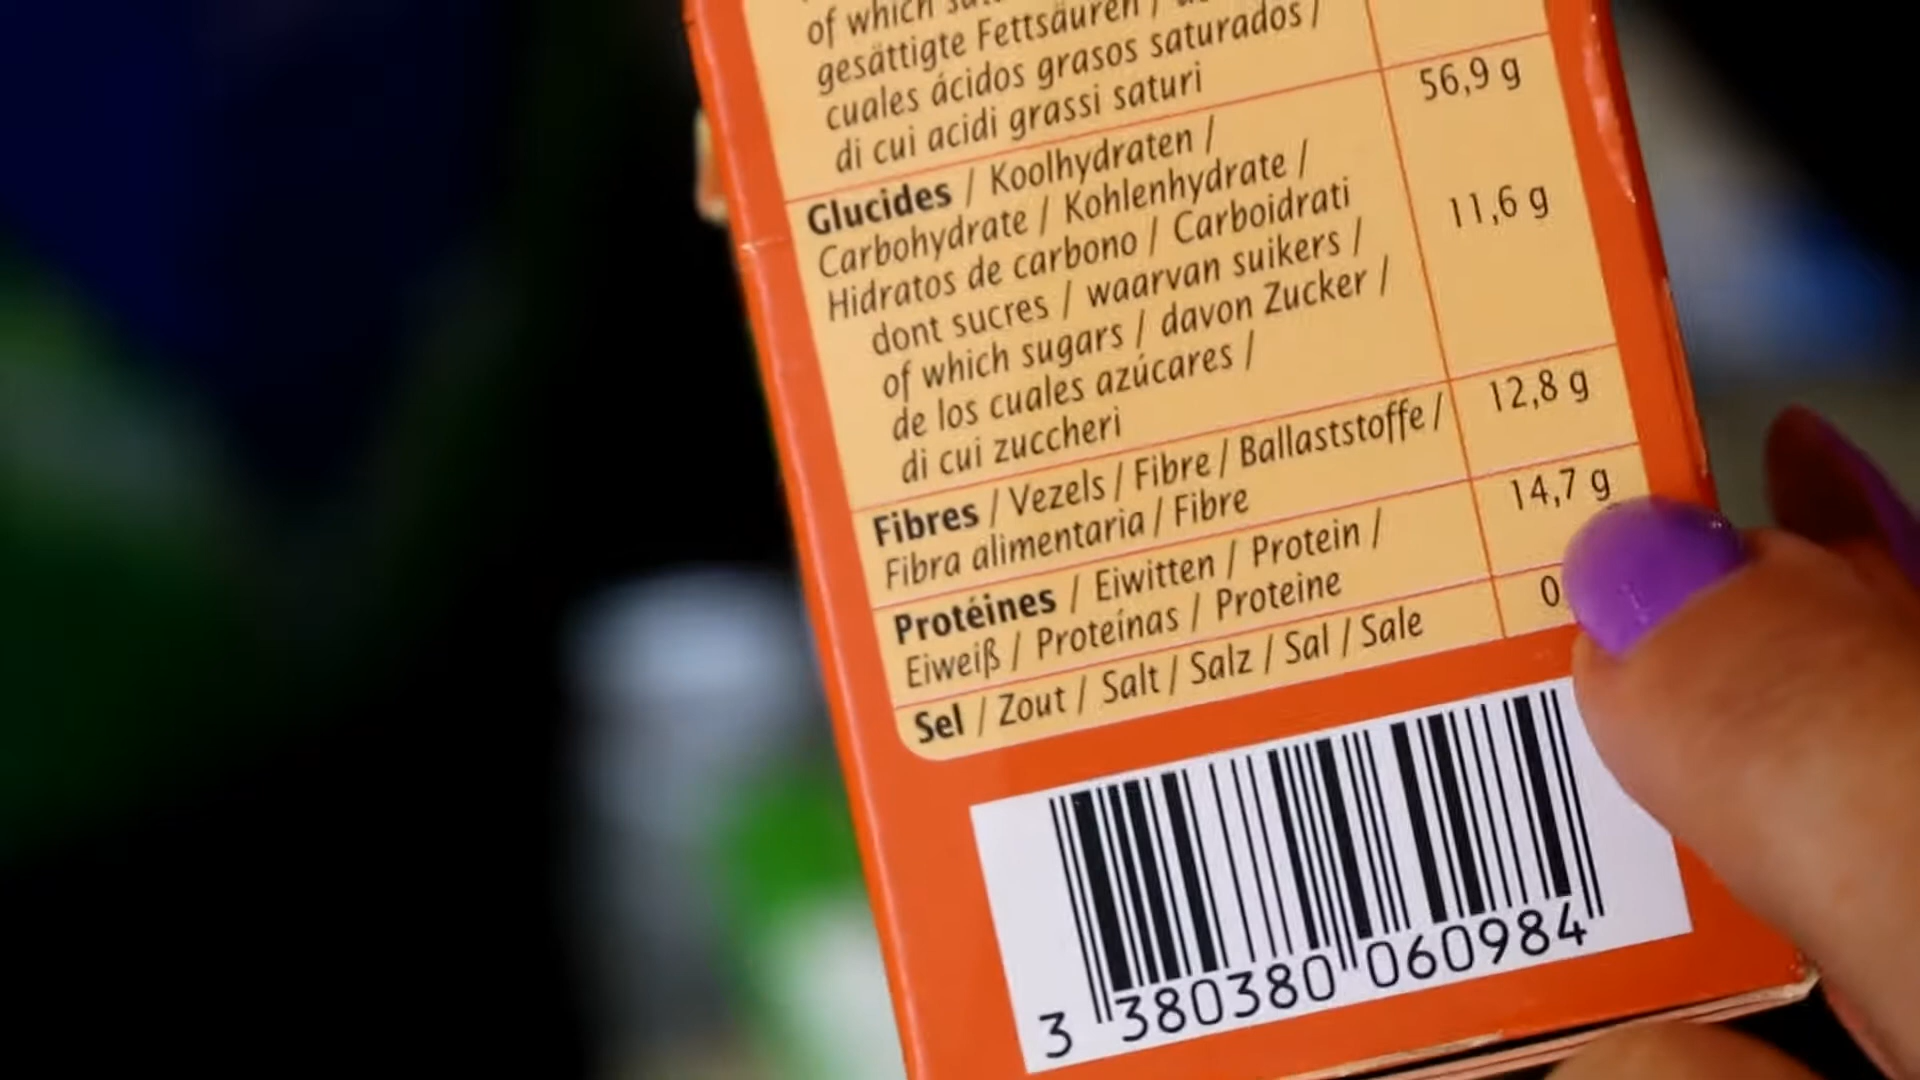 of which
gesättigte Fettsäuren /
cuales ácidos grasos saturados /
di cui acidi grassi saturi
Glucides / Koolhydraten / 56,9 g
Carbohydrate / Kohlenhydrate /
Hidratos de carbono / Carboidrati
dont sucres / waarvan suikers / 11,6 g
of which sugars / davon Zucker /
de los cuales azúcares /
di cui zuccheri
Fibres / Vezels / Fibre / Ballaststoffe / 12,8 g
Fibra alimentaria / Fibre
Protéines / Eiwitten / Protein / 14,7 g
Eiweiß / Proteínas / Proteine
Sel / Zout / Salt / Salz / Sal / Sale 0
3 380380 060984